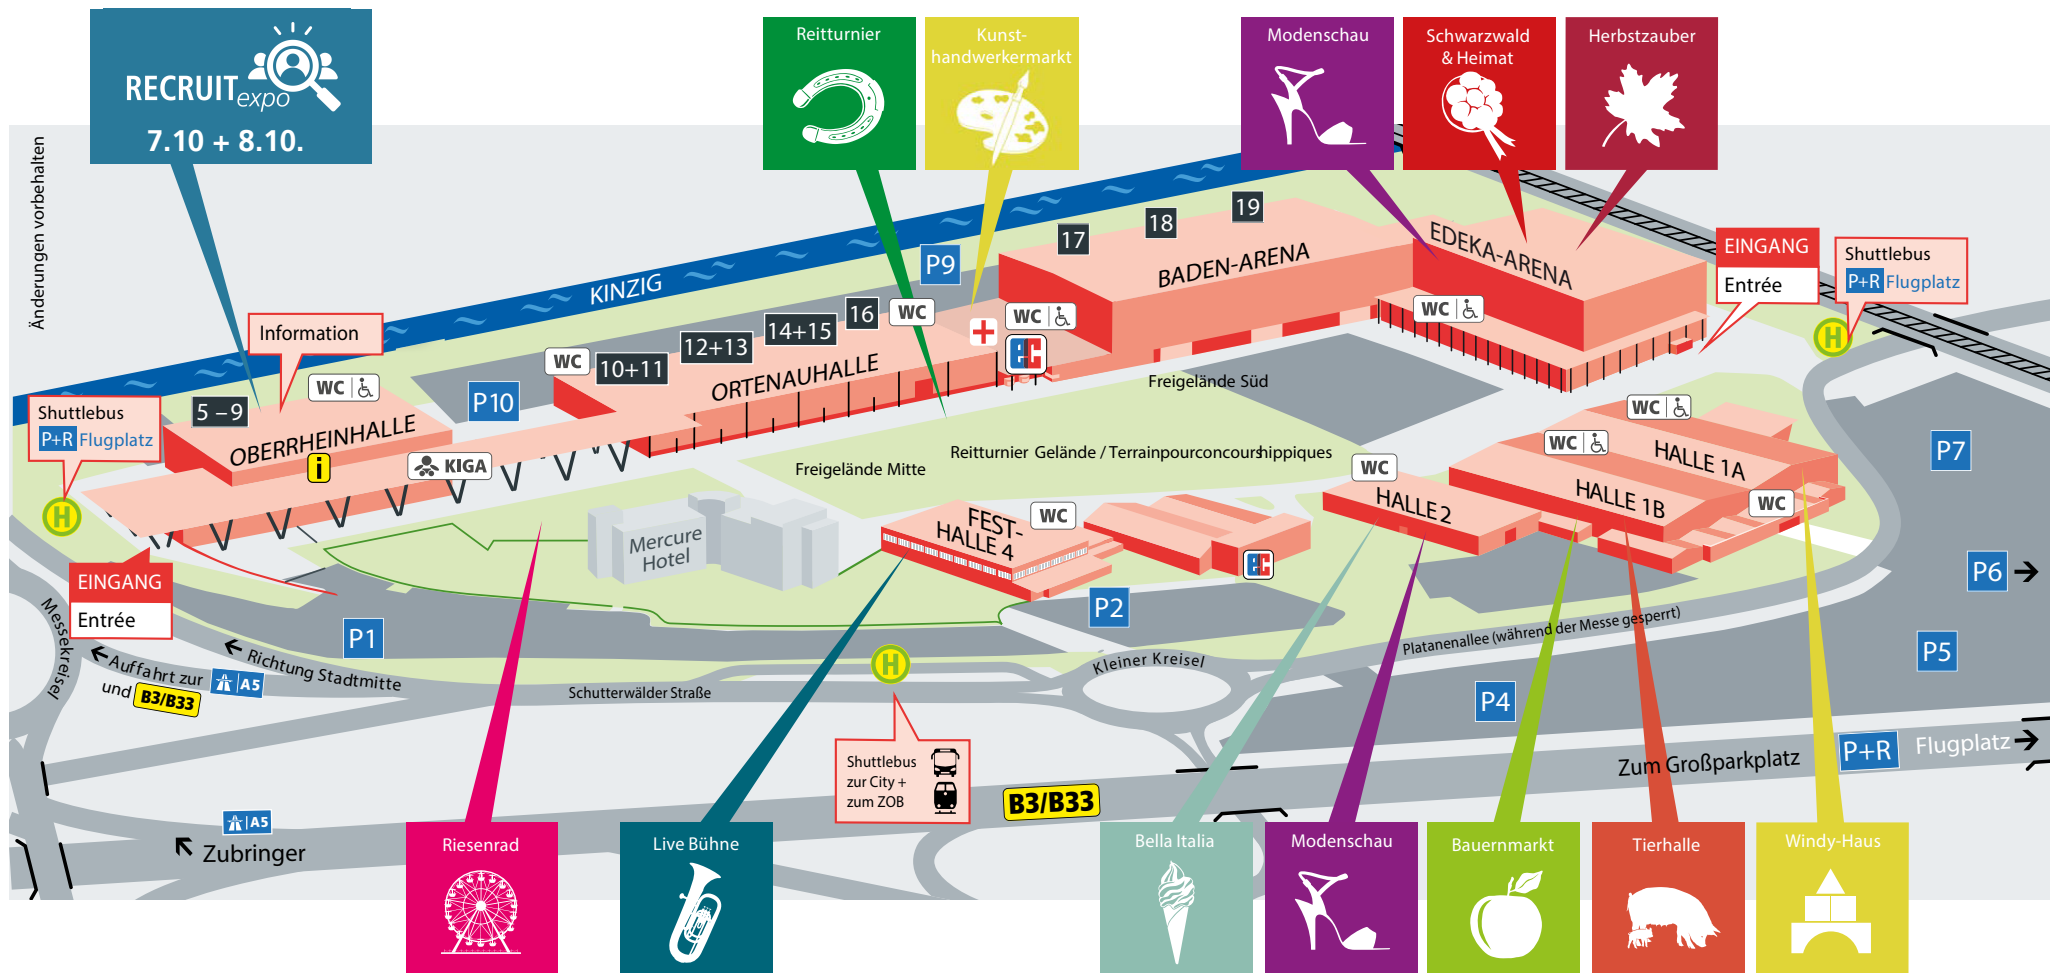 RECRUIT
expo
7.10 + 8.10.
Reitturnier
Kunst-
handwerkermarkt
Modenschau
Schwarzwald
& Heimat
Herbstzauber
Änderungen vorbehalten
KINZIG
P9
17
18
19
BADEN-ARENA
EDEKA-ARENA
EINGANG
Entrée
Shuttlebus
P+R Flugplatz
H
Information
WC
5 – 9
OBERRHEINHALLE
i
P10
WC
10+11
12+13
14+15
16
WC
ORTENAUHALLE
WC
EC
WC
Freigelände Süd
Shuttlebus
P+R Flugplatz
H
KIGA
Freigelände Mitte
Reitturnier Gelände / Terrainpourconcourshippiques
WC
WC
WC
HALLE 1A
HALLE 1B
HALLE 2
WC
P7
Mercure
Hotel
FEST-
HALLE 4
WC
EC
EINGANG
Entrée
P1
P2
P6
P5
P4
Messekreisel
Auffahrt zur A5
und B3/B33
Richtung Stadtmitte
Schutterwälder Straße
H
Kleiner Kreisel
Platanenallee (während der Messe gesperrt)
Shuttlebus
zur City +
zum ZOB
B3/B33
Zum Großparkplatz
P+R Flugplatz
A5
Zubringer
Riesenrad
Live Bühne
Bella Italia
Modenschau
Bauernmarkt
Tierhalle
Windy-Haus